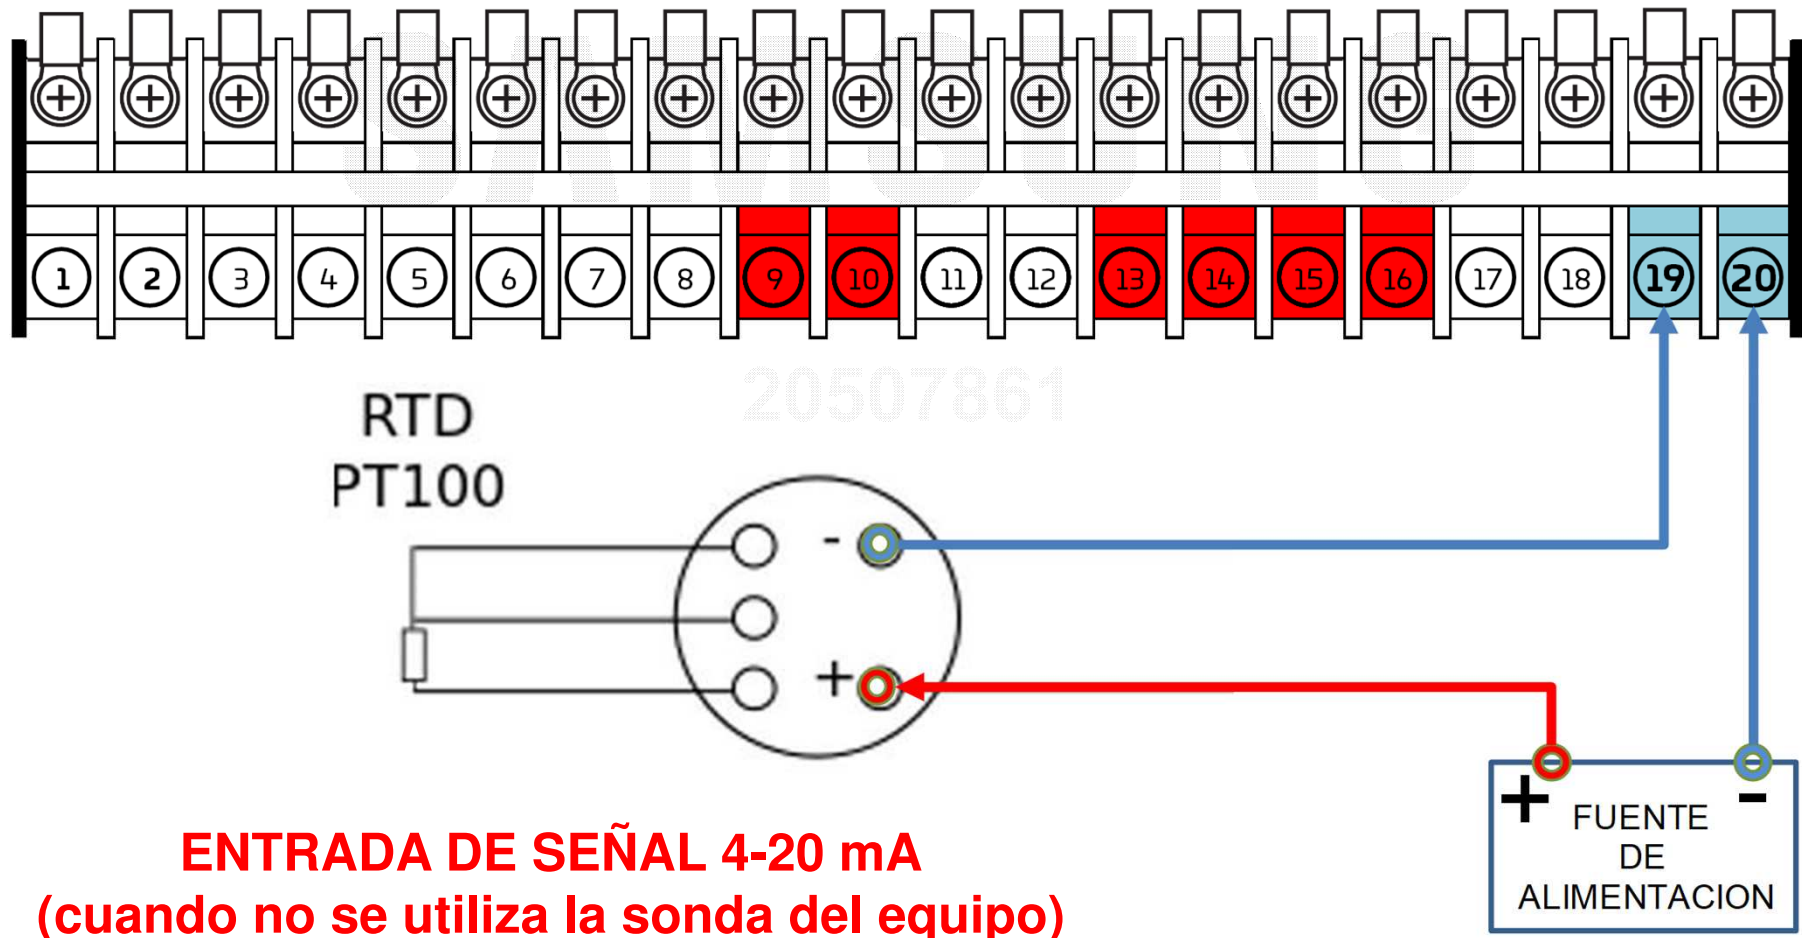 SAMSUNG
1 2 3 4 5 6 7 8 9 10 11 12 13 14 15 16 17 18 19 20
20507861
RTD
PT100
-
+
+ -
FUENTE
DE
ALIMENTACION
ENTRADA DE SEÑAL 4-20 mA
(cuando no se utiliza la sonda del equipo)